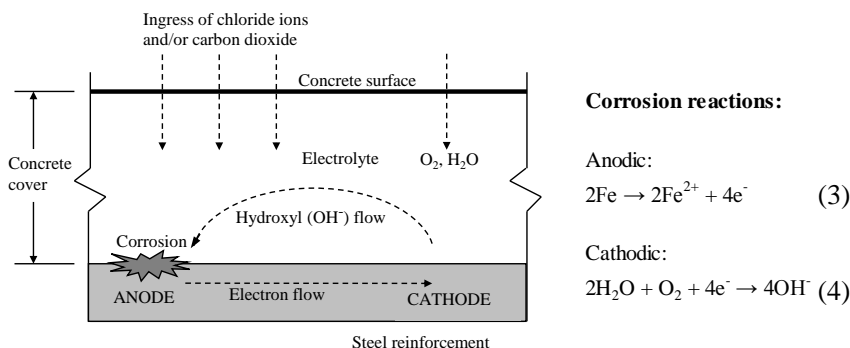 Ingress of chloride ions
and/or carbon dioxide
Concrete surface
Concrete
cover
Electrolyte
O₂, H₂O
Hydroxyl (OH⁻) flow
Corrosion
ANODE
Electron flow
CATHODE
Steel reinforcement
Corrosion reactions:
Anodic:
2Fe → 2Fe²⁺ + 4e⁻ (3)
Cathodic:
2H₂O + O₂ + 4e⁻ → 4OH⁻ (4)